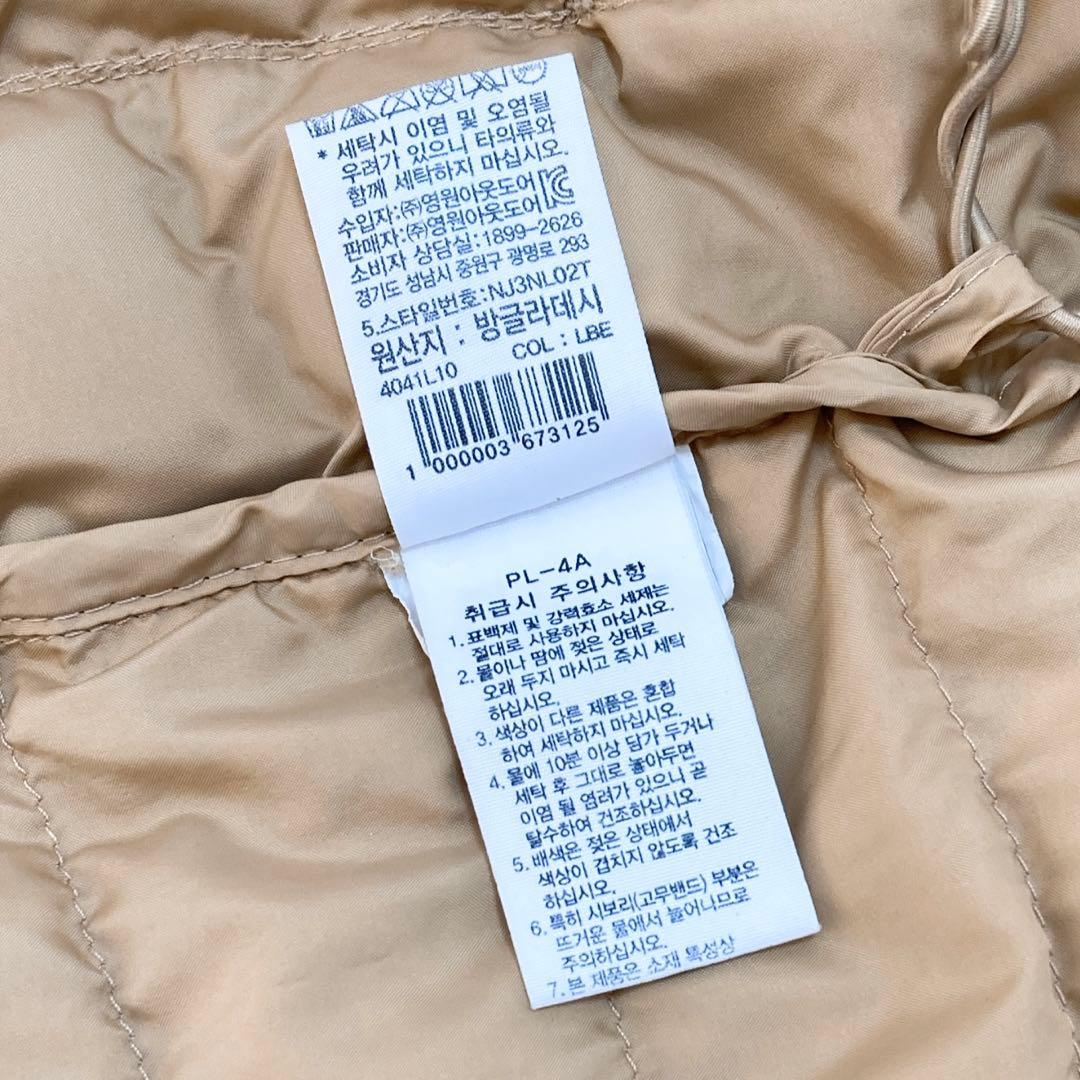 * 세탁시 이염 및 오염될
우려가 있으니 타의류와
함께 세탁하지 마십시오.
수입자:㈜영원아웃도어
판매자:㈜영원아웃도어
소비자 상담실:1899-2626
경기도 성남시 중원구 광명로 293
5.스타일번호:NJ3NL02T
원산지 : 방글라데시
4041L10 COL : LBE
1 000003 673125
PL-4A
취급시 주의사항
1. 표백제 및 강력효소 세제는
절대로 사용하지 마십시오.
2. 물이나 땀에 젖은 상태로
오래 두지 마시고 즉시 세탁
하십시오.
3. 색상이 다른 제품은 혼합
하여 세탁하지 마십시오.
4. 물에 10분 이상 담가 두거나
세탁 후 그대로 놓아두면
이염 될 염려가 있으니 곧
탈수하여 건조하십시오.
5. 배색은 젖은 상태에서
색상이 겹치지 않도록 건조
하십시오.
6. 특히 시보리(고무밴드) 부분은
뜨거운 물에서 늘어나므로
주의하십시오.
7. 본 제품은 소재 특성상